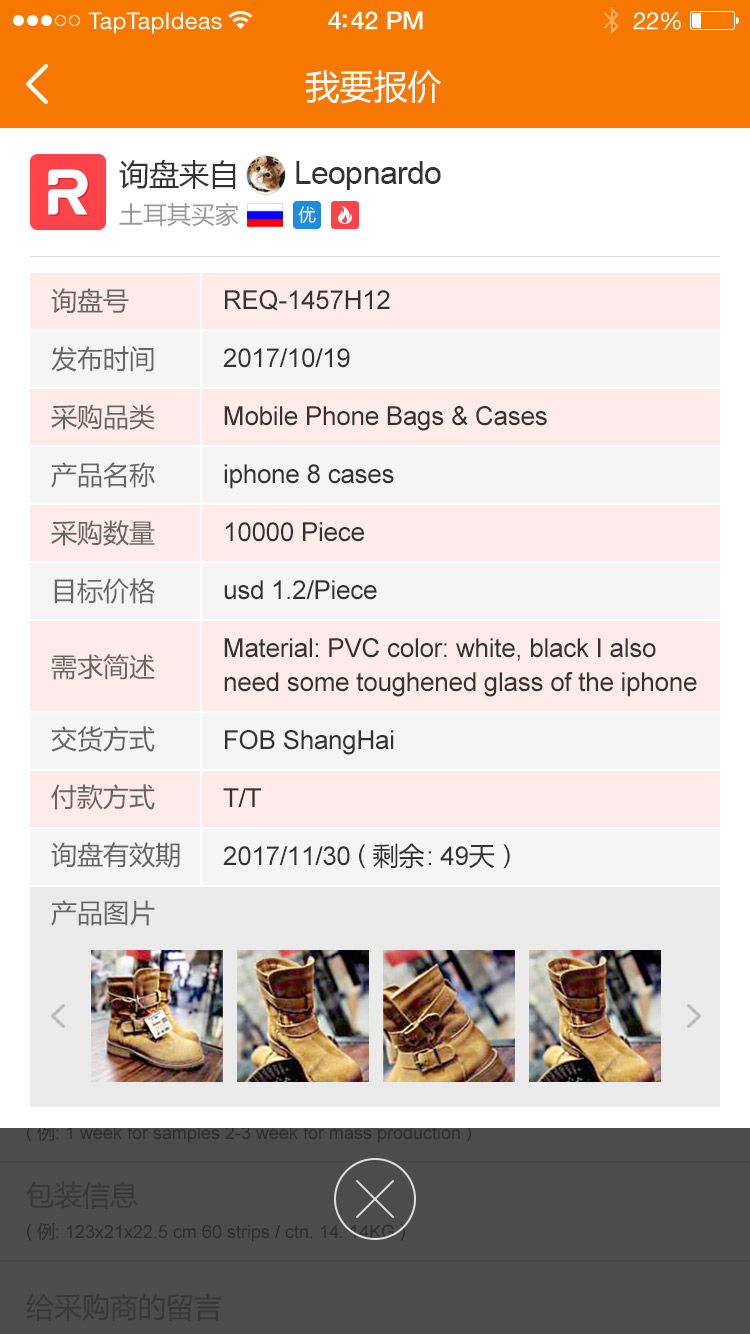 TapTapIdeas 4:42 PM 22%
我要报价
R 询盘来自 Leopnardo
土耳其买家 优
询盘号 REQ-1457H12
发布时间 2017/10/19
采购品类 Mobile Phone Bags & Cases
产品名称 iphone 8 cases
采购数量 10000 Piece
目标价格 usd 1.2/Piece
需求简述 Material: PVC color: white, black I also
need some toughened glass of the iphone
交货方式 FOB ShangHai
付款方式 T/T
询盘有效期 2017/11/30 ( 剩余: 49天 )
产品图片
( 例: 1 week for samples 2-3 week for mass production )
包装信息
( 例: 123x21x22.5 cm 60 strips / ctn. 14. 14KG )
给采购商的留言